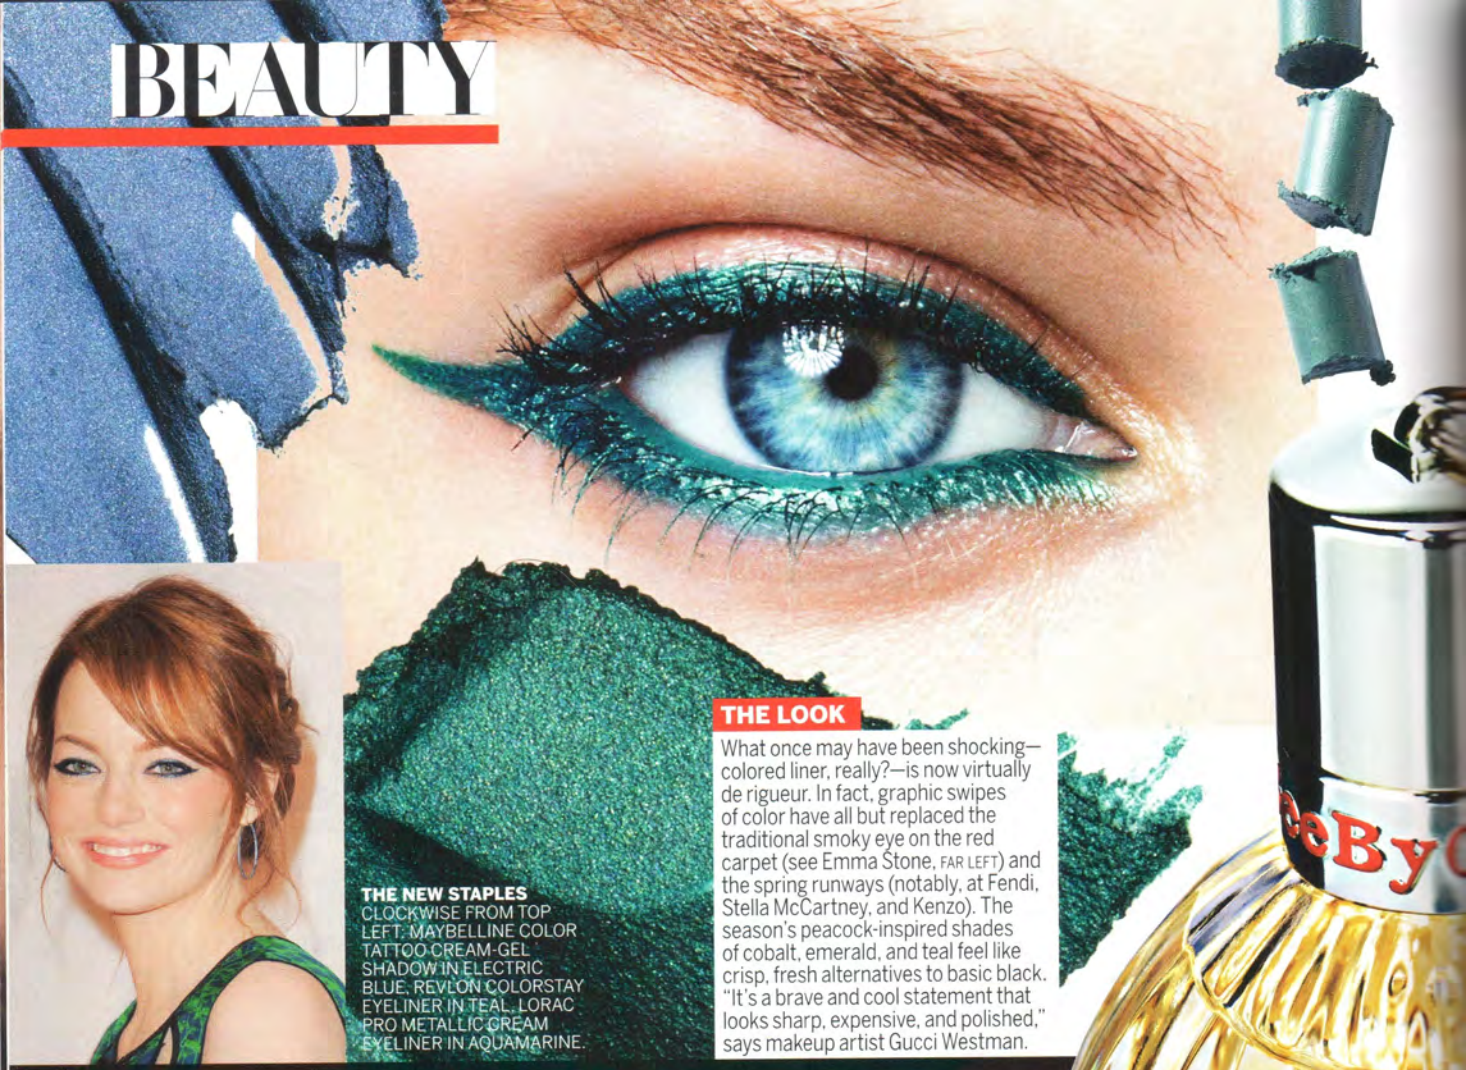 BEAUTY
THE LOOK
What once may have been shocking—
colored liner, really?—is now virtually
de rigueur. In fact, graphic swipes
of color have all but replaced the
traditional smoky eye on the red
carpet (see Emma Stone, FAR LEFT) and
the spring runways (notably, at Fendi,
Stella McCartney, and Kenzo). The
season's peacock-inspired shades
of cobalt, emerald, and teal feel like
crisp, fresh alternatives to basic black.
“It's a brave and cool statement that
looks sharp, expensive, and polished,”
says makeup artist Gucci Westman.
THE NEW STAPLES
CLOCKWISE FROM TOP
LEFT: MAYBELLINE COLOR
TATTOO CREAM-GEL
SHADOW IN ELECTRIC
BLUE. REVLON COLORSTAY
EYELINER IN TEAL. LORAC
PRO METALLIC CREAM
EYELINER IN AQUAMARINE.
By